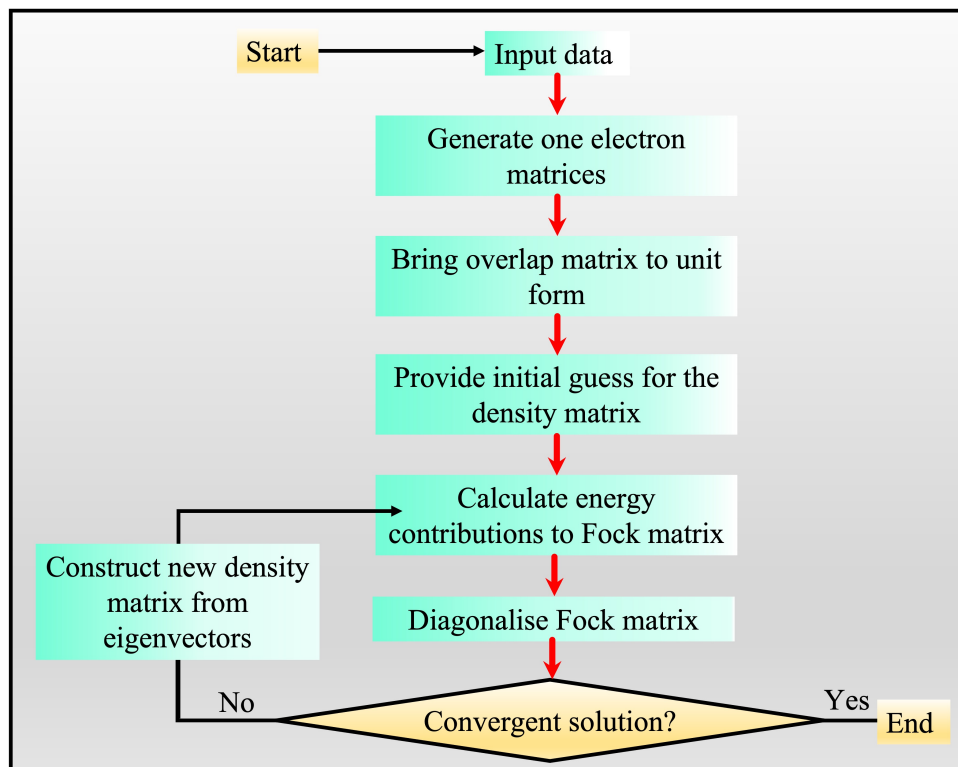 Start
Input data
Generate one electron
matrices
Bring overlap matrix to unit
form
Provide initial guess for the
density matrix
Calculate energy
contributions to Fock matrix
Construct new density
matrix from
eigenvectors
Diagonalise Fock matrix
No
Convergent solution?
Yes
End